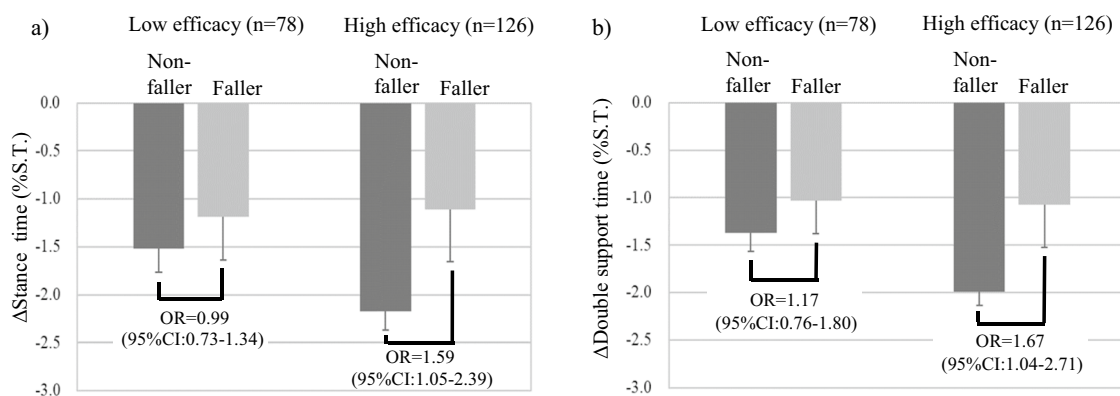 a)
Low efficacy (n=78)
High efficacy (n=126)
Non-
faller
Faller
Non-
faller
Faller
0.0
-0.5
-1.0
-1.5
-2.0
-2.5
-3.0
ΔStance time (%S.T.)
OR=0.99
(95%CI:0.73-1.34)
OR=1.59
(95%CI:1.05-2.39)
b)
Low efficacy (n=78)
High efficacy (n=126)
Non-
faller
Faller
Non-
faller
Faller
0.0
-0.5
-1.0
-1.5
-2.0
-2.5
-3.0
ΔDouble support time (%S.T.)
OR=1.17
(95%CI:0.76-1.80)
OR=1.67
(95%CI:1.04-2.71)